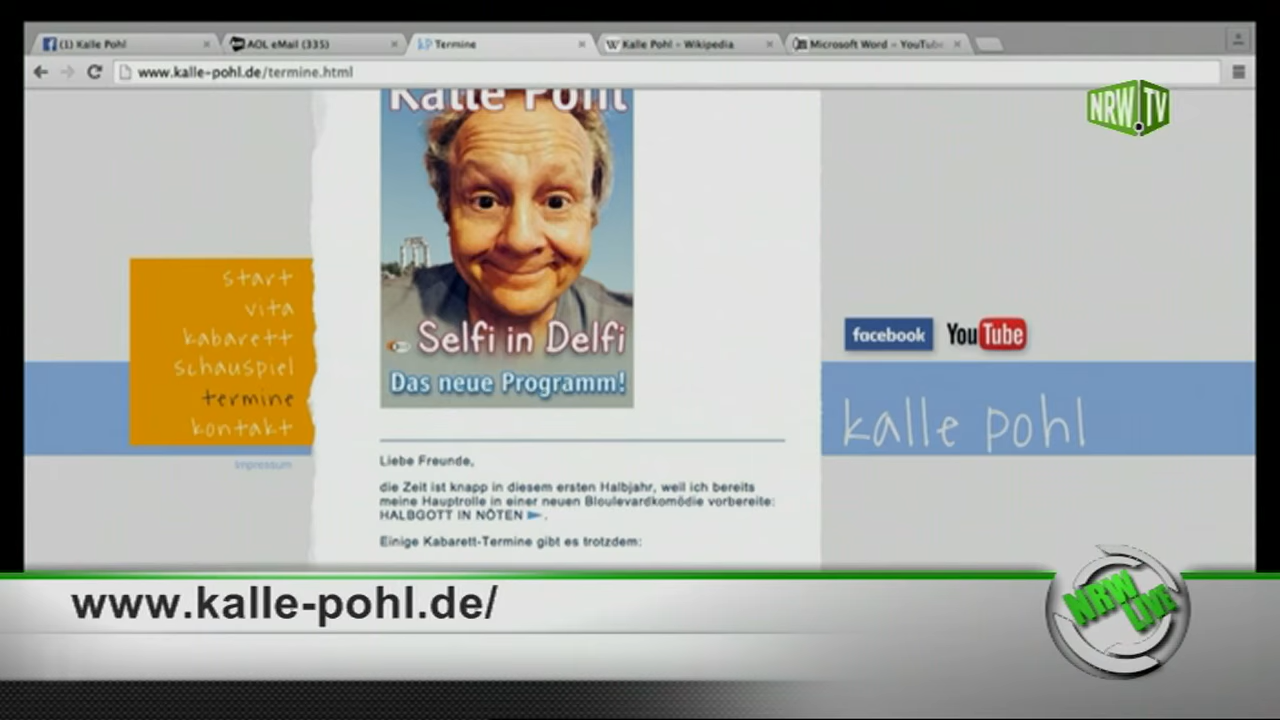 (1) Kalle Pohl
AOL eMail (335)
Termine
Kalle Pohl – Wikipedia
Microsoft Word – YouTube
www.kalle-pohl.de/termine.html
NRW.TV
Kalle Pohl
start
vita
kabarett
schauspiel
termine
kontakt
Impressum
Selfi in Delfi
Das neue Programm!
facebook
YouTube
kalle pohl
Liebe Freunde,
die Zeit ist knapp in diesem ersten Halbjahr, weil ich bereits
meine Hauptrolle in einer neuen Bloulevardkomödie vorbereite:
HALBGOTT IN NÖTEN ►.
Einige Kabarett-Termine gibt es trotzdem:
www.kalle-pohl.de/
NRW
LIVE